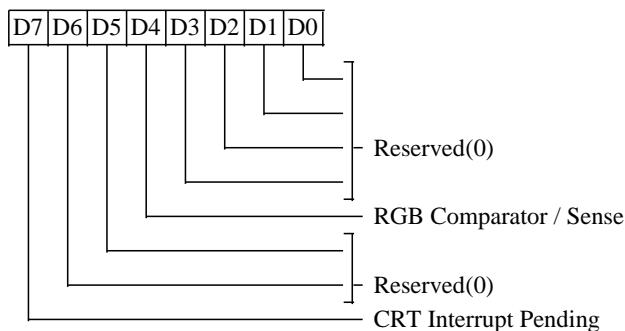 D7 D6 D5 D4 D3 D2 D1 D0
Reserved(0)
RGB Comparator / Sense
Reserved(0)
CRT Interrupt Pending